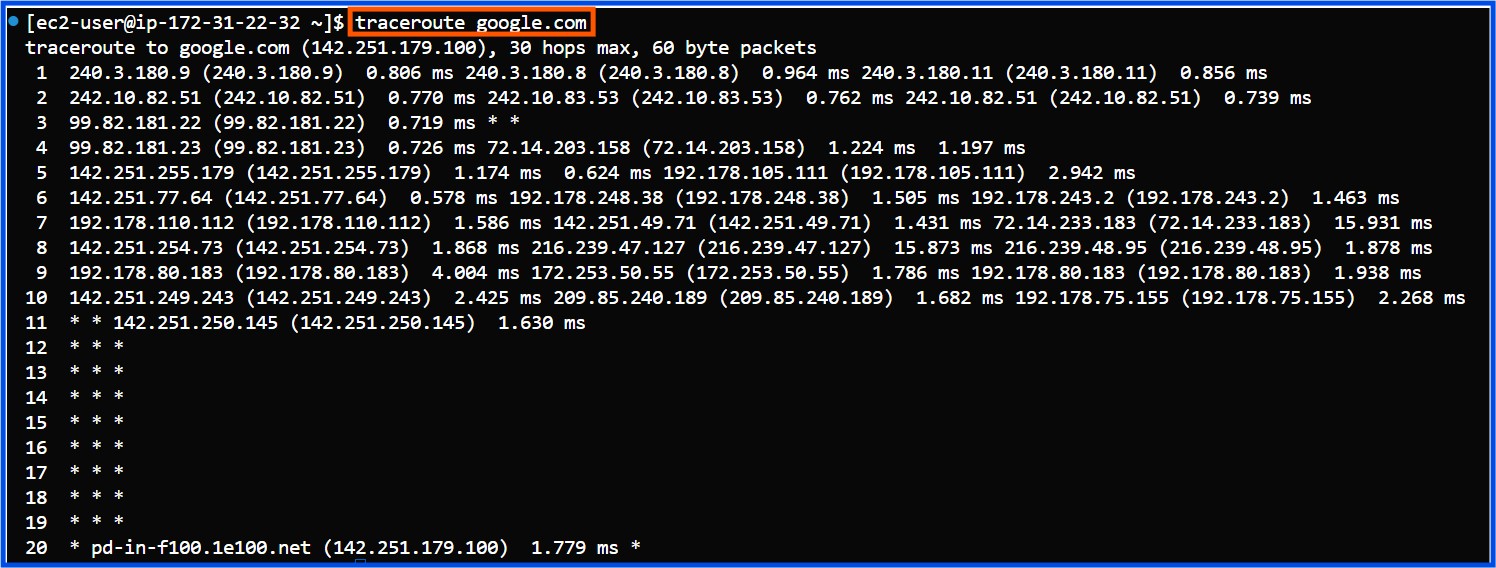 [ec2-user@ip-172-31-22-32 ~]$ traceroute google.com
traceroute to google.com (142.251.179.100), 30 hops max, 60 byte packets
 1  240.3.180.9 (240.3.180.9)  0.806 ms 240.3.180.8 (240.3.180.8)  0.964 ms 240.3.180.11 (240.3.180.11)  0.856 ms
 2  242.10.82.51 (242.10.82.51)  0.770 ms 242.10.83.53 (242.10.83.53)  0.762 ms 242.10.82.51 (242.10.82.51)  0.739 ms
 3  99.82.181.22 (99.82.181.22)  0.719 ms * *
 4  99.82.181.23 (99.82.181.23)  0.726 ms 72.14.203.158 (72.14.203.158)  1.224 ms  1.197 ms
 5  142.251.255.179 (142.251.255.179)  1.174 ms  0.624 ms 192.178.105.111 (192.178.105.111)  2.942 ms
 6  142.251.77.64 (142.251.77.64)  0.578 ms 192.178.248.38 (192.178.248.38)  1.505 ms 192.178.243.2 (192.178.243.2)  1.463 ms
 7  192.178.110.112 (192.178.110.112)  1.586 ms 142.251.49.71 (142.251.49.71)  1.431 ms 72.14.233.183 (72.14.233.183)  15.931 ms
 8  142.251.254.73 (142.251.254.73)  1.868 ms 216.239.47.127 (216.239.47.127)  15.873 ms 216.239.48.95 (216.239.48.95)  1.878 ms
 9  192.178.80.183 (192.178.80.183)  4.004 ms 172.253.50.55 (172.253.50.55)  1.786 ms 192.178.80.183 (192.178.80.183)  1.938 ms
10  142.251.249.243 (142.251.249.243)  2.425 ms 209.85.240.189 (209.85.240.189)  1.682 ms 192.178.75.155 (192.178.75.155)  2.268 ms
11  * * 142.251.250.145 (142.251.250.145)  1.630 ms
12  * * *
13  * * *
14  * * *
15  * * *
16  * * *
17  * * *
18  * * *
19  * * *
20  * pd-in-f100.1e100.net (142.251.179.100)  1.779 ms *